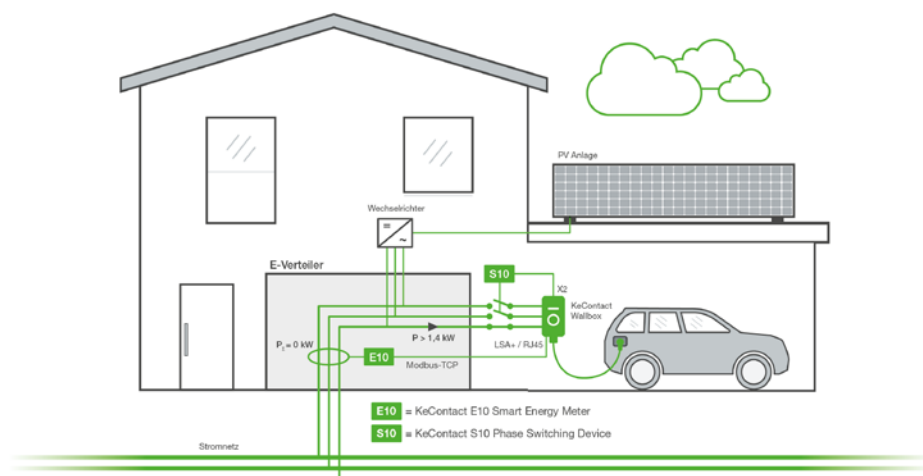 PV Anlage
Wechselrichter
=
~
E-Verteiler
S10
X2
KeContact
Wallbox
P > 1,4 kW
LSA+ / RJ45
P₁ = 0 kW
E10
Modbus-TCP
E10 = KeContact E10 Smart Energy Meter
S10 = KeContact S10 Phase Switching Device
Stromnetz